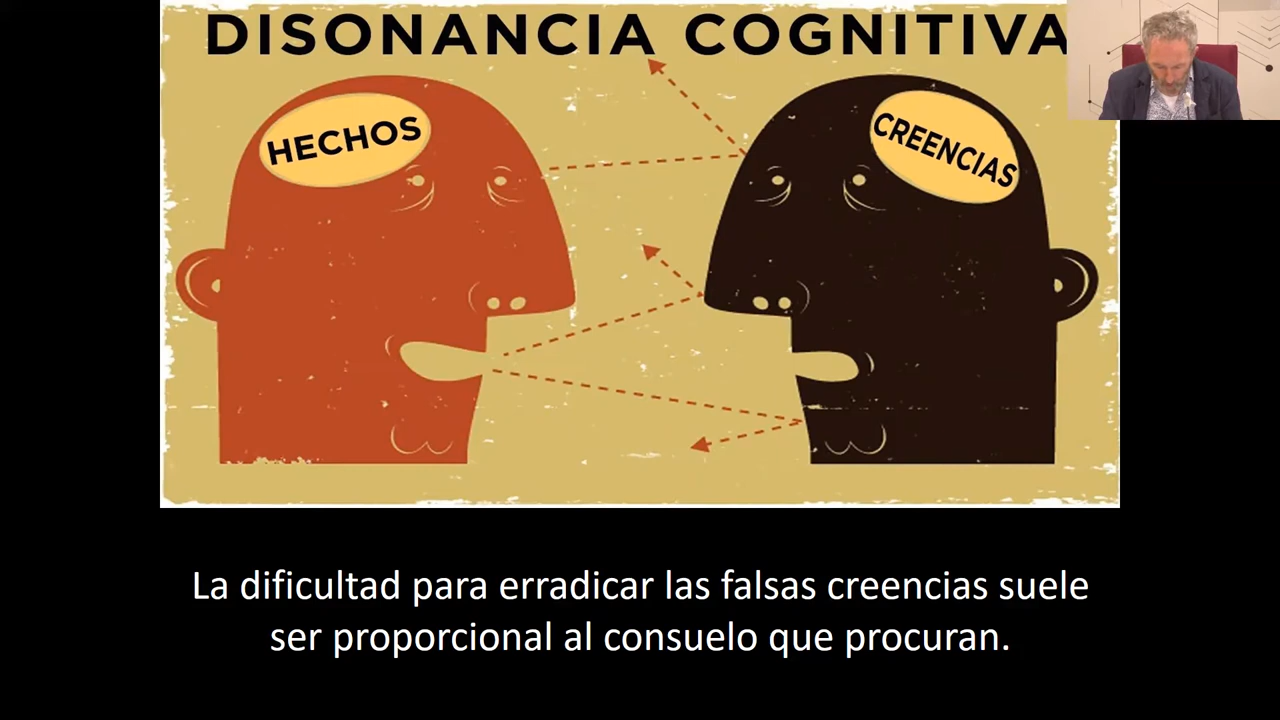 DISONANCIA COGNITIVA
HECHOS
CREENCIAS
La dificultad para erradicar las falsas creencias suele
ser proporcional al consuelo que procuran.